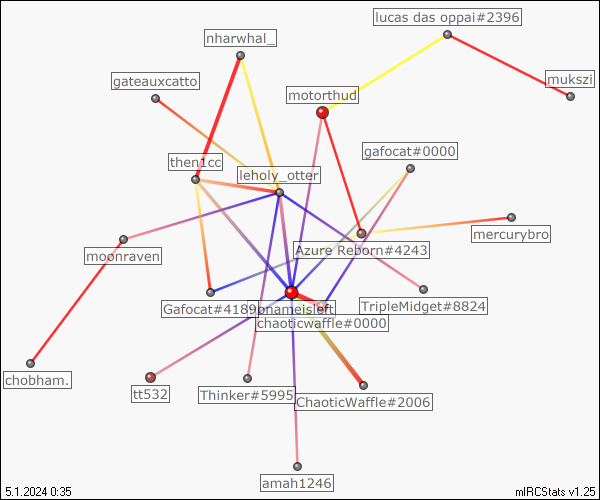 lucas das oppai#2396
nharwhal_
mukszi
gateauxcatto
motorthud
gafocat#0000
then1cc
leholy_otter
mercurybro
Azure Reborn#4243
moonraven
Gafocat#4189
pnameisleft
TripleMidget#8824
chaoticwaffle#0000
chobham.
tt532
Thinker#5995
ChaoticWaffle#2006
amah1246
5.1.2024 0:35
mIRCStats v1.25